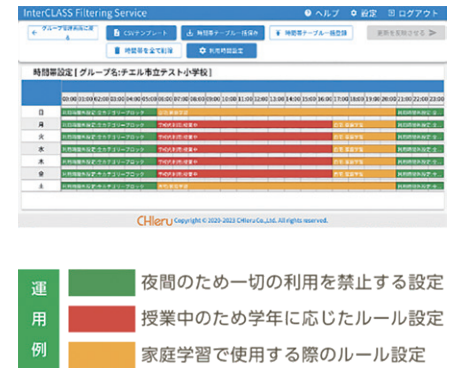 InterCLASS Filtering Service
ヘルプ 設定 ログアウト
CSVテンプレート 時間帯テーブル一括保存 時間帯テーブル一括登録 更新を反映させる ＞
時間帯を全て削除 利用時間設定
時間帯設定 [ グループ名:チエル市立テスト小学校 ]
00:00 01:00 02:00 03:00 04:00 05:00 06:00 07:00 08:00 09:00 10:00 11:00 12:00 13:00 14:00 15:00 16:00 17:00 18:00 19:00 20:00 21:00 22:00 23:00
日
月
火
水
木
金
土
CHIeru Copyright © 2020-2023 CHIeru Co.,Ltd. All rights reserved.
運用例
夜間のため一切の利用を禁止する設定
授業中のため学年に応じたルール設定
家庭学習で使用する際のルール設定